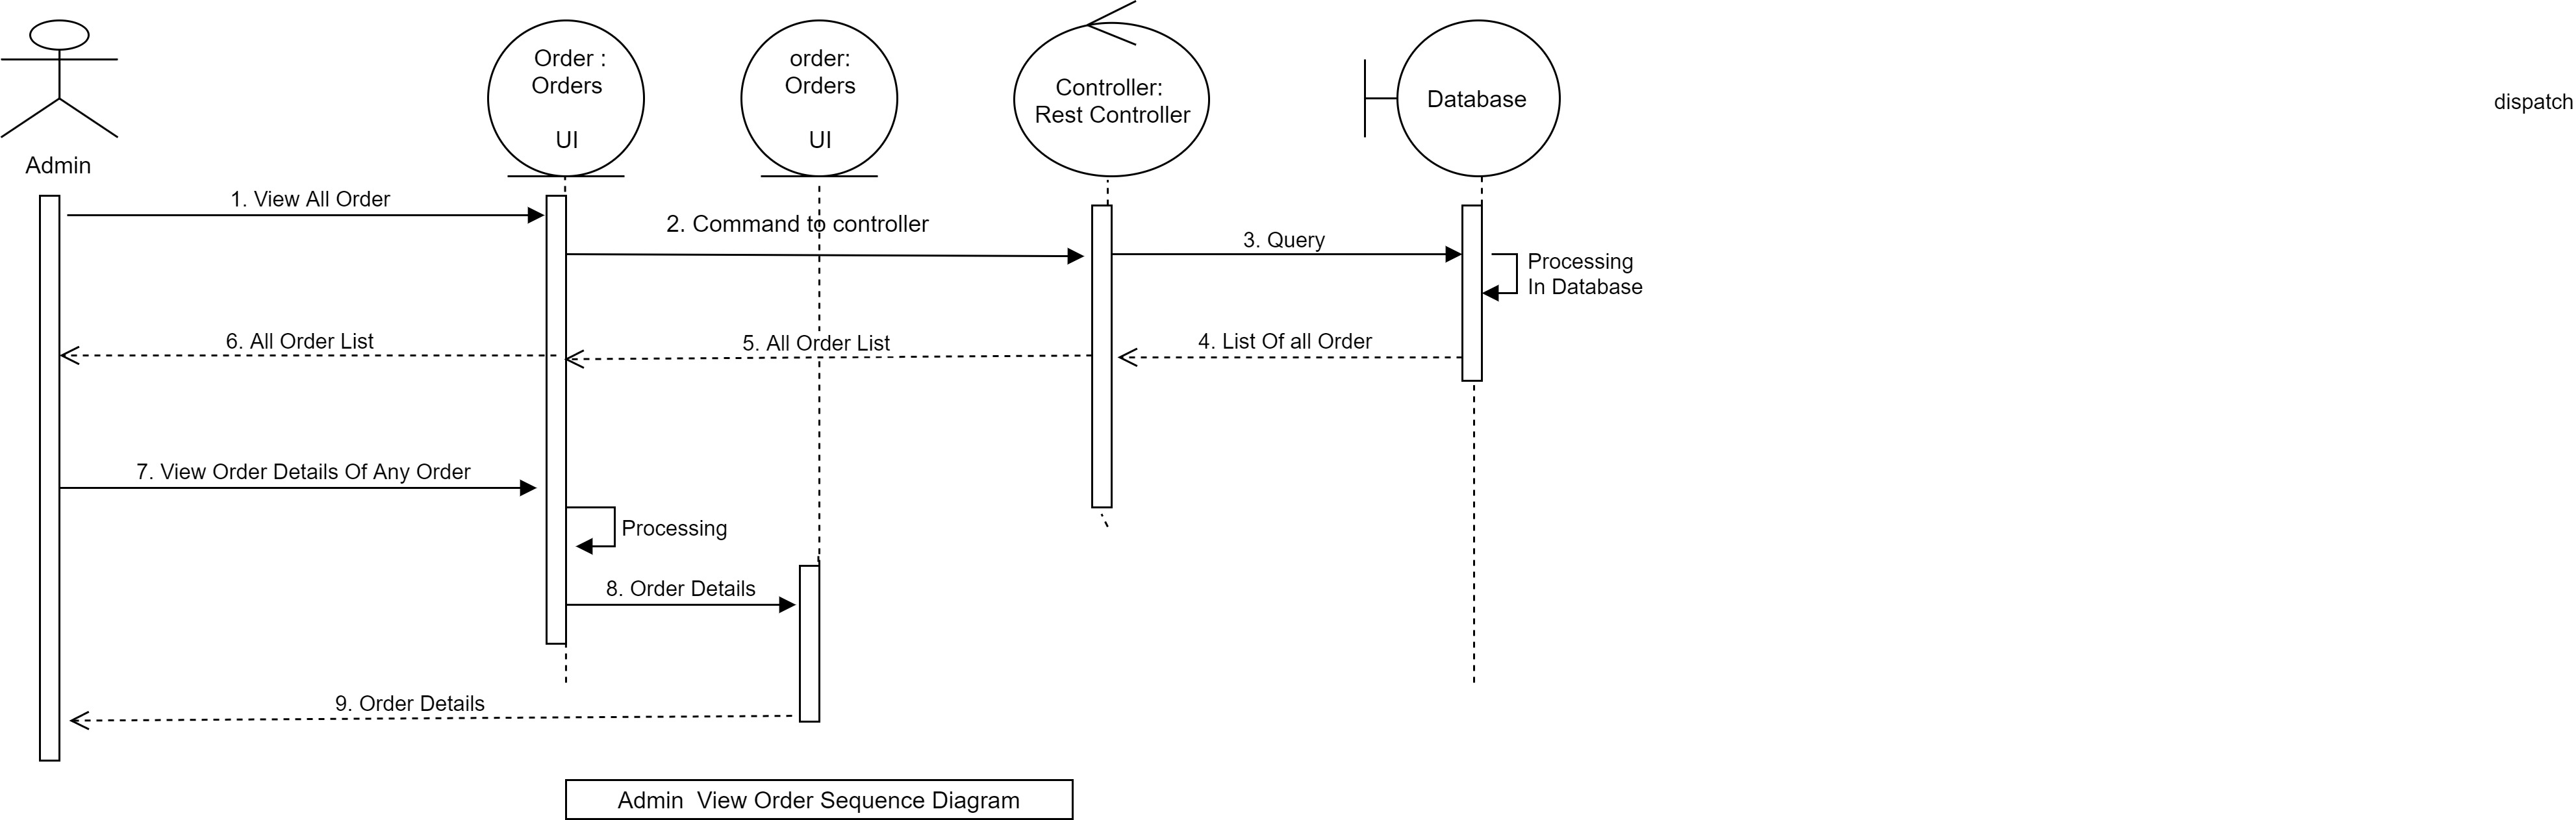 Order :
Orders
UI
order:
Orders
UI
Controller:
Rest Controller
Database
dispatch
Admin
1. View All Order
2. Command to controller
3. Query
Processing
In Database
6. All Order List
5. All Order List
4. List Of all Order
7. View Order Details Of Any Order
Processing
8. Order Details
9. Order Details
Admin  View Order Sequence Diagram